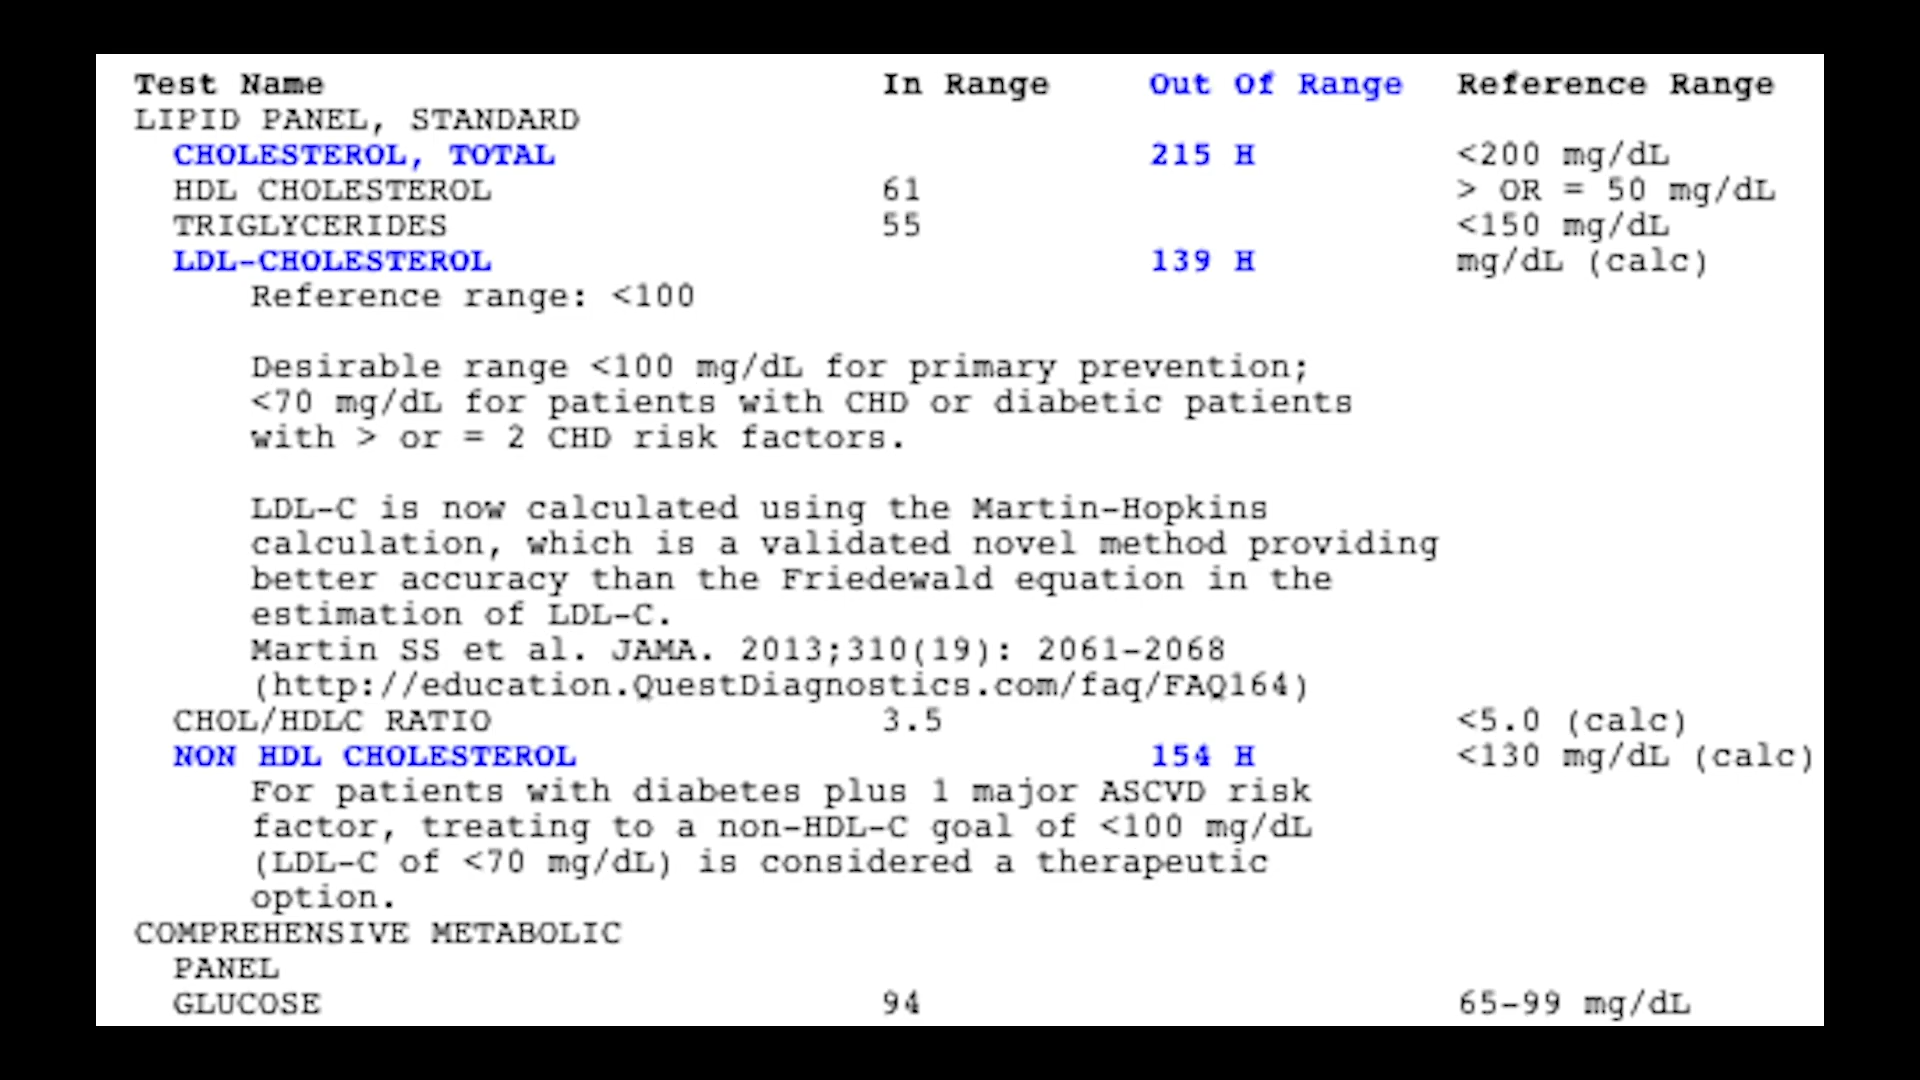 Test Name In Range Out Of Range Reference Range
LIPID PANEL, STANDARD
CHOLESTEROL, TOTAL 215 H <200 mg/dL
HDL CHOLESTEROL 61 > OR = 50 mg/dL
TRIGLYCERIDES 55 <150 mg/dL
LDL-CHOLESTEROL 139 H mg/dL (calc)
Reference range: <100
Desirable range <100 mg/dL for primary prevention;
<70 mg/dL for patients with CHD or diabetic patients
with > or = 2 CHD risk factors.
LDL-C is now calculated using the Martin-Hopkins
calculation, which is a validated novel method providing
better accuracy than the Friedewald equation in the
estimation of LDL-C.
Martin SS et al. JAMA. 2013;310(19): 2061-2068
(http://education.QuestDiagnostics.com/faq/FAQ164)
CHOL/HDLC RATIO 3.5 <5.0 (calc)
NON HDL CHOLESTEROL 154 H <130 mg/dL (calc)
For patients with diabetes plus 1 major ASCVD risk
factor, treating to a non-HDL-C goal of <100 mg/dL
(LDL-C of <70 mg/dL) is considered a therapeutic
option.
COMPREHENSIVE METABOLIC
PANEL
GLUCOSE 94 65-99 mg/dL